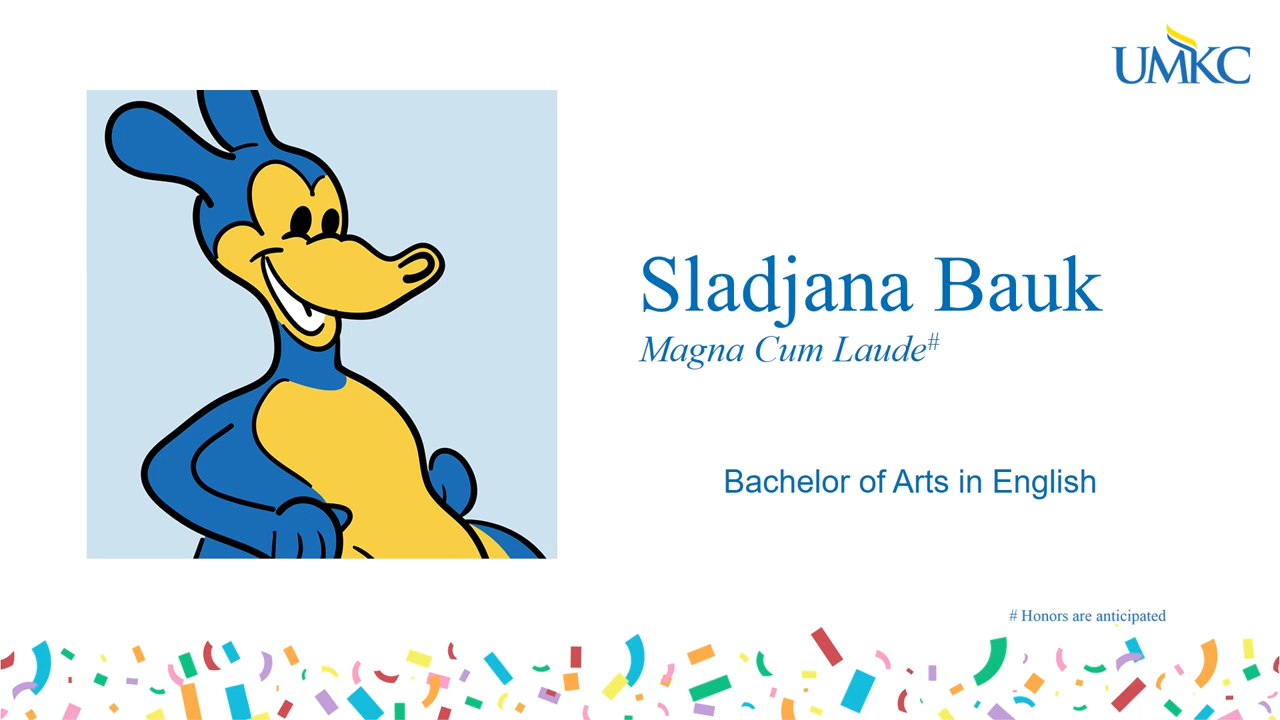 UMKC
Sladjana Bauk
Magna Cum Laude#
Bachelor of Arts in English
# Honors are anticipated